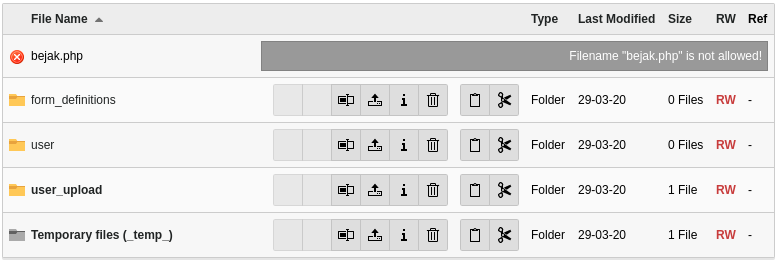 File Name Type Last Modified Size RW Ref
bejak.php Filename "bejak.php" is not allowed!
form_definitions Folder 29-03-20 0 Files RW -
user Folder 29-03-20 0 Files RW -
user_upload Folder 29-03-20 1 File RW -
Temporary files (_temp_) Folder 29-03-20 1 File RW -